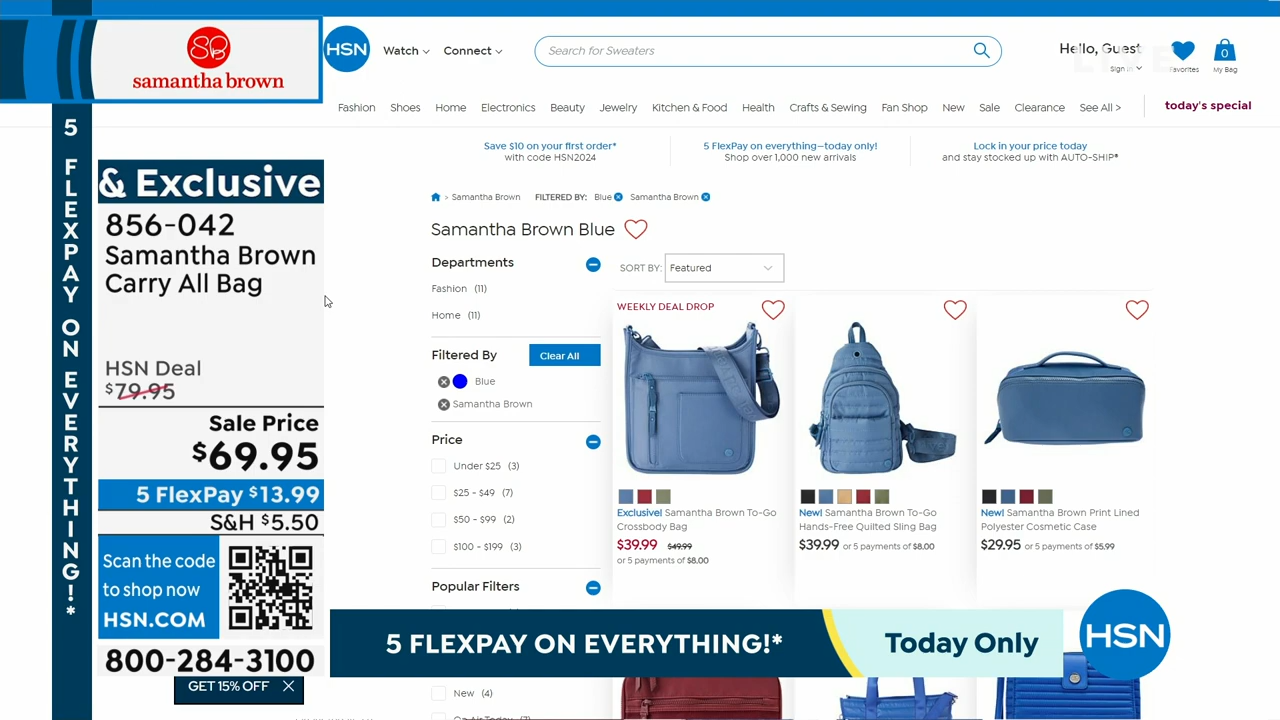 SB
samantha brown
HSN
Watch
Connect
Search for Sweaters
Hello, Guest
Sign In
Favorites
0
My Bag
LIVE
Fashion
Shoes
Home
Electronics
Beauty
Jewelry
Kitchen & Food
Health
Crafts & Sewing
Fan Shop
New
Sale
Clearance
See All >
today's special
Save $10 on your first order*
with code HSN2024
5 FlexPay on everything—today only!
Shop over 1,000 new arrivals
Lock in your price today
and stay stocked up with AUTO-SHIP®
5 FLEXPAY ON EVERYTHING!*
& Exclusive
856-042
Samantha Brown
Carry All Bag
HSN Deal
$79.95
Sale Price
$69.95
5 FlexPay $13.99
S&H $5.50
Scan the code
to shop now
HSN.COM
800-284-3100
GET 15% OFF
> Samantha Brown
FILTERED BY:
Blue
Samantha Brown
Samantha Brown Blue
Departments
Fashion (11)
Home (11)
Filtered By
Clear All
Blue
Samantha Brown
Price
Under $25 (3)
$25 - $49 (7)
$50 - $99 (2)
$100 - $199 (3)
Popular Filters
New (4)
SORT BY:
Featured
WEEKLY DEAL DROP
Exclusive! Samantha Brown To-Go
Crossbody Bag
$39.99 $49.99
or 5 payments of $8.00
New! Samantha Brown To-Go
Hands-Free Quilted Sling Bag
$39.99 or 5 payments of $8.00
New! Samantha Brown Print Lined
Polyester Cosmetic Case
$29.95 or 5 payments of $5.99
5 FLEXPAY ON EVERYTHING!*
Today Only
HSN